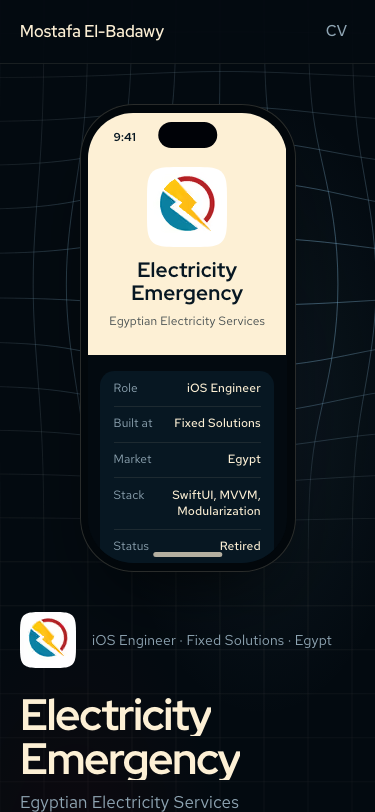 Mostafa El-Badawy
CV
9:41
Electricity
Emergency
Egyptian Electricity Services
Role iOS Engineer
Built at Fixed Solutions
Market Egypt
Stack SwiftUI, MVVM,
Modularization
Status Retired
iOS Engineer · Fixed Solutions · Egypt
Electricity
Emergency
Egyptian Electricity Services